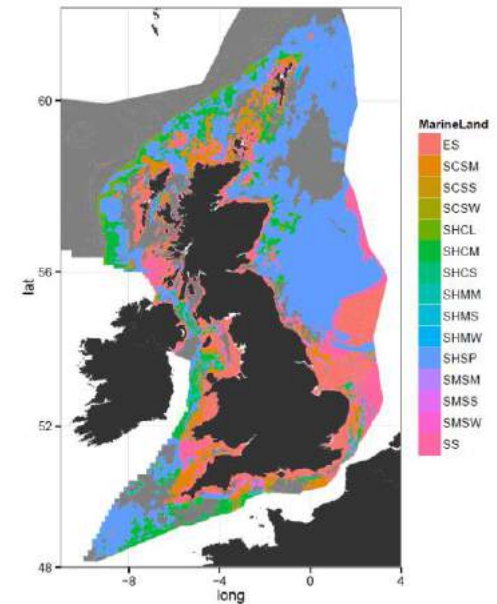 60
56
lat
52
48
-8
-4
0
4
long
MarineLand
ES
SCSM
SCSS
SCSW
SHCL
SHCM
SHCS
SHMM
SHMS
SHMW
SHSP
SMSM
SMSS
SMSW
SS